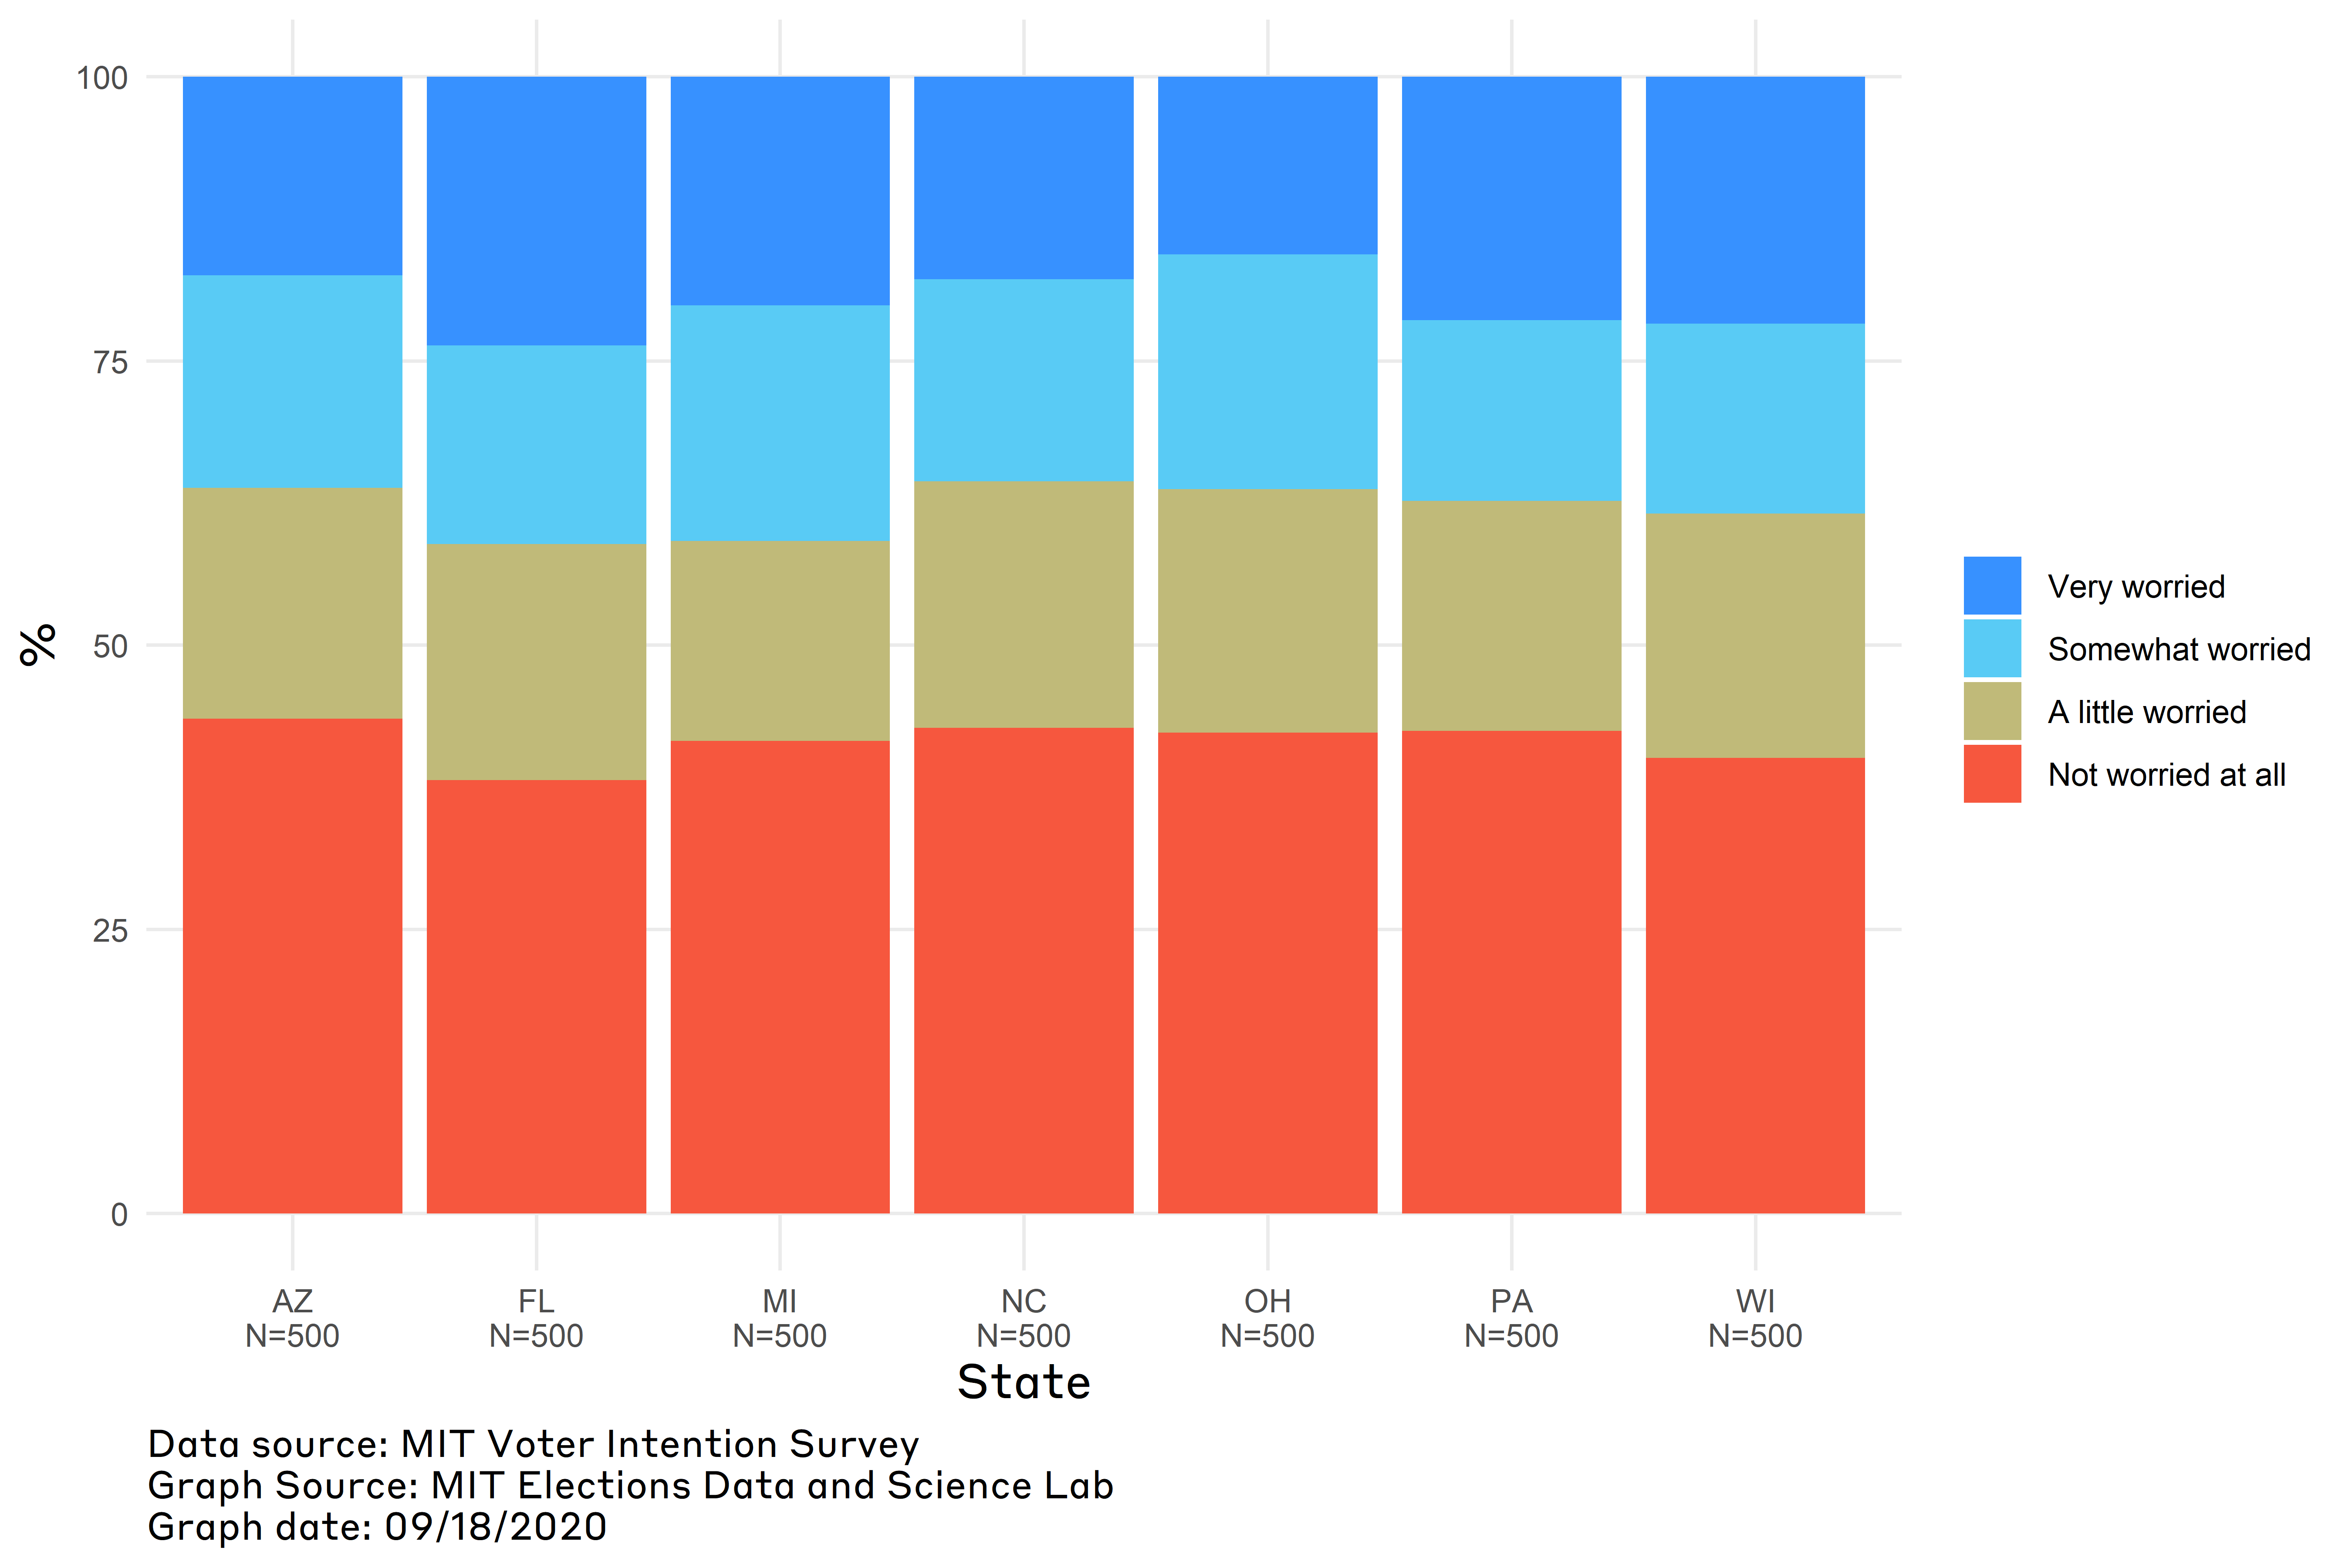 100
75
50
25
0
%
Very worried
Somewhat worried
A little worried
Not worried at all
AZ FL MI NC OH PA WI
N=500 N=500 N=500 N=500 N=500 N=500 N=500
State
Data source: MIT Voter Intention Survey
Graph Source: MIT Elections Data and Science Lab
Graph date: 09/18/2020